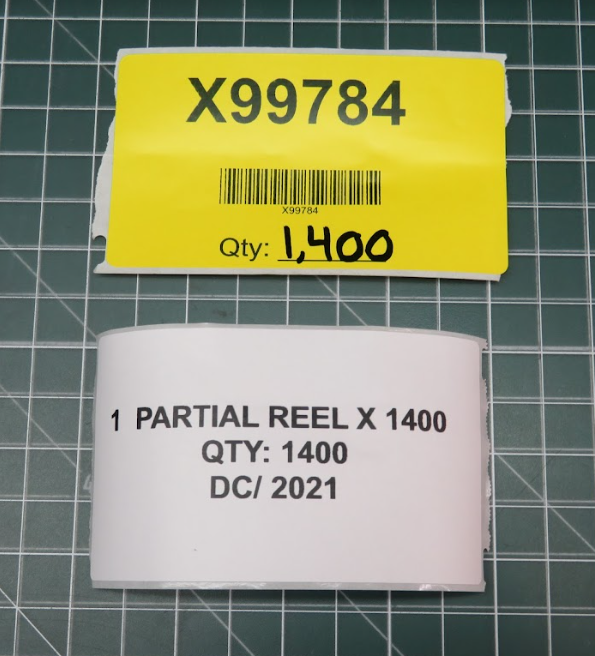 X99784
X99784
Qty: 1,400
1 PARTIAL REEL X 1400
QTY: 1400
DC/ 2021